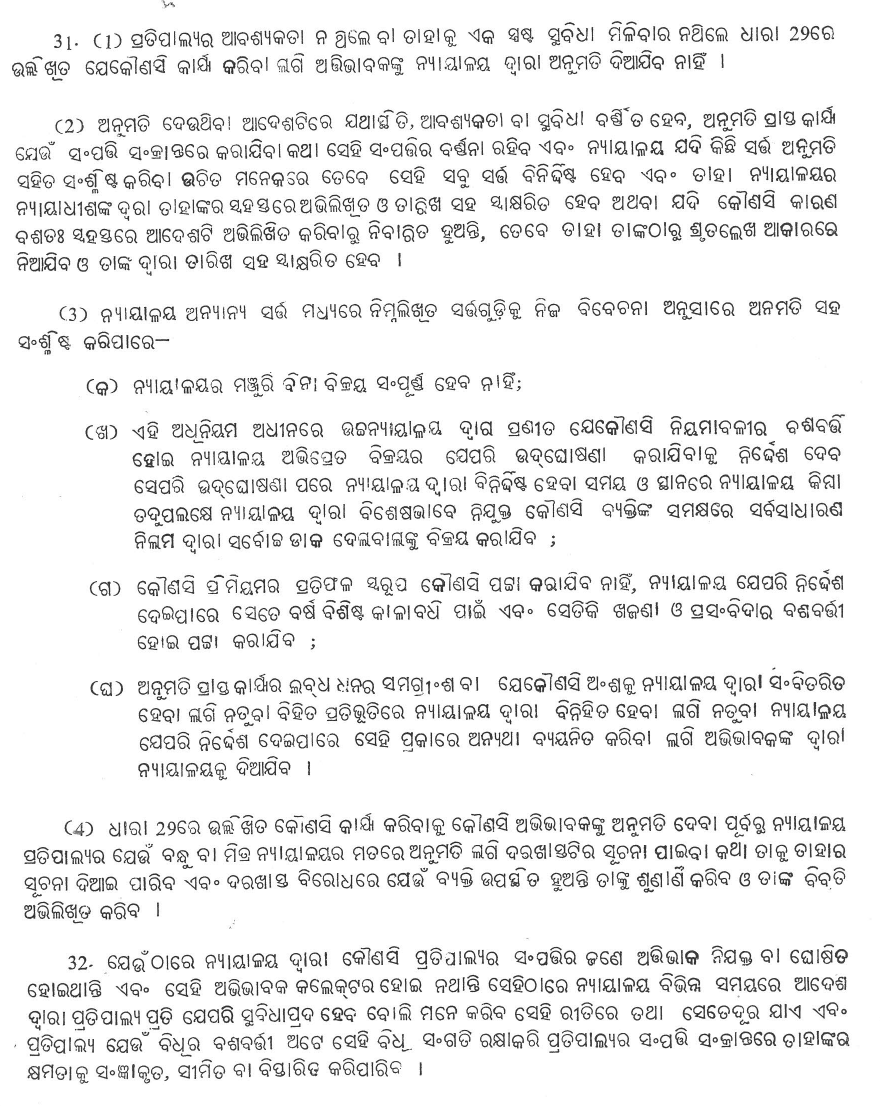 31. (1) ପ୍ରତିପାଲ୍ୟର ଆବଶ୍ୟକତା ନ ଥିଲେ ବା ତାହାକୁ ଏକ ସ୍ପଷ୍ଟ ସୁବିଧା ମିଳିବାର ନଥିଲେ ଧାରା 29ରେ
ଉଲ୍ଲିଖିତ ଯେକୌଣସି କାର୍ଯ୍ୟ କରିବା ଲାଗି ଅଭିଭାବକଙ୍କୁ ନ୍ୟାୟାଳୟ ଦ୍ୱାରା ଅନୁମତି ଦିଆଯିବ ନାହିଁ ।
(2) ଅନୁମତି ଦେଉଥିବା ଆଦେଶଟିରେ ଯଥାସ୍ଥିତି, ଆବଶ୍ୟକତା ବା ସୁବିଧା ବର୍ଣ୍ଣିତ ହେବ, ଅନୁମତି ପ୍ରାପ୍ତ କାର୍ଯ୍ୟ
ଯେଉଁ ସଂପତ୍ତି ସଂକ୍ରାନ୍ତରେ କରାଯିବା କଥା ସେହି ସଂପତ୍ତିର ବର୍ଣ୍ଣନା ରହିବ ଏବଂ ନ୍ୟାୟାଳୟ ଯଦି କିଛି ସର୍ତ୍ତ ଅନୁମତି
ସହିତ ସଂଶ୍ଳିଷ୍ଟ କରିବା ଉଚିତ ମନେକରେ ତେବେ ସେହି ସବୁ ସର୍ତ୍ତ ବିନିର୍ଦ୍ଦିଷ୍ଟ ହେବ ଏବଂ ତାହା ନ୍ୟାୟାଳୟର
ନ୍ୟାୟାଧୀଶଙ୍କ ଦ୍ୱାରା ତାହାଙ୍କର ସ୍ୱହସ୍ତରେ ଅଭିଲିଖିତ ଓ ତାରିଖ ସହ ସ୍ୱାକ୍ଷରିତ ହେବ ଅଥବା ଯଦି କୌଣସି କାରଣ
ବଶତଃ ସ୍ୱହସ୍ତରେ ଆଦେଶଟି ଅଭିଲିଖିତ କରିବାରୁ ନିବାରିତ ହୁଅନ୍ତି, ତେବେ ତାହା ତାଙ୍କଠାରୁ ଶ୍ରୁତଲେଖ ଆକାରରେ
ନିଆଯିବ ଓ ତାଙ୍କ ଦ୍ୱାରା ତାରିଖ ସହ ସ୍ୱାକ୍ଷରିତ ହେବ ।
(3) ନ୍ୟାୟାଳୟ ଅନ୍ୟାନ୍ୟ ସର୍ତ୍ତ ମଧ୍ୟରେ ନିମ୍ନଲିଖିତ ସର୍ତ୍ତଗୁଡ଼ିକୁ ନିଜ ବିବେଚନା ଅନୁସାରେ ଅନମତି ସହ
ସଂଶ୍ଳିଷ୍ଟ କରିପାରେ—
(କ) ନ୍ୟାୟାଳୟର ମଞ୍ଜୁରି ବିନା ବିକ୍ରୟ ସଂପୂର୍ଣ୍ଣ ହେବ ନାହିଁ;
(ଖ) ଏହି ଅଧିନିୟମ ଅଧୀନରେ ଉଚ୍ଚନ୍ୟାୟାଳୟ ଦ୍ୱାରା ପ୍ରଣୀତ ଯେକୌଣସି ନିୟମାବଳୀର ବଶବର୍ତ୍ତି
ହୋଇ ନ୍ୟାୟାଳୟ ଅଭିପ୍ରେତ ବିକ୍ରୟର ଯେପରି ଉଦ୍‌ଘୋଷଣା କରାଯିବାକୁ ନିର୍ଦ୍ଦେଶ ଦେବ
ସେପରି ଉଦ୍‌ଘୋଷଣା ପରେ ନ୍ୟାୟାଳୟ ଦ୍ୱାରା ବିନିର୍ଦ୍ଦିଷ୍ଟ ହେବା ସମୟ ଓ ସ୍ଥାନରେ ନ୍ୟାୟାଳୟ କିମ୍ବା
ତଦୁପଲକ୍ଷେ ନ୍ୟାୟାଳୟ ଦ୍ୱାରା ବିଶେଷଭାବେ ନିଯୁକ୍ତ କୌଣସି ବ୍ୟକ୍ତିଙ୍କ ସମକ୍ଷରେ ସର୍ବସାଧାରଣ
ନିଲାମ ଦ୍ୱାରା ସର୍ବୋଚ୍ଚ ଡାକ ଦେଲବାଲଙ୍କୁ ବିକ୍ରୟ କରାଯିବ ;
(ଗ) କୌଣସି ପ୍ରିମିୟମର ପ୍ରତିଫଳ ସ୍ୱରୂପ କୌଣସି ପଟ୍ଟା କରାଯିବ ନାହିଁ, ନ୍ୟାୟାଳୟ ଯେପରି ନିର୍ଦ୍ଦେଶ
ଦେଇପାରେ ସେତେ ବର୍ଷ ବିଶିଷ୍ଟ କାଳାବଧି ପାଇଁ ଏବଂ ସେତିକି ଖଜଣା ଓ ପ୍ରସଂବିଦାର ବଶବର୍ତ୍ତୀ
ହୋଇ ପଟ୍ଟା କରାଯିବ ;
(ଘ) ଅନୁମତି ପ୍ରାପ୍ତ କାର୍ଯ୍ୟର ଲବ୍ଧ ଧନର ସମଗ୍ରାଂଶ ବା ଯେକୌଣସି ଅଂଶକୁ ନ୍ୟାୟାଳୟ ଦ୍ୱାରା ସଂବିତରିତ
ହେବା ଲାଗି ନତୁବା ବିହିତ ପ୍ରତିଭୂତିରେ ନ୍ୟାୟାଳୟ ଦ୍ୱାରା ବିନିହିତ ହେବା ଲାଗି ନତୁବା ନ୍ୟାୟାଳୟ
ଯେପରି ନିର୍ଦ୍ଦେଶ ଦେଇପାରେ ସେହି ପ୍ରକାରେ ଅନ୍ୟଥା ବ୍ୟୟନିତ କରିବା ଲାଗି ଅଭିଭାବକଙ୍କ ଦ୍ୱାରା
ନ୍ୟାୟାଳୟକୁ ଦିଆଯିବ ।
(4) ଧାରା 29ରେ ଉଲ୍ଲିଖିତ କୌଣସି କାର୍ଯ୍ୟ କରିବାକୁ କୌଣସି ଅଭିଭାବକଙ୍କୁ ଅନୁମତି ଦେବା ପୂର୍ବରୁ ନ୍ୟାୟାଳୟ
ପ୍ରତିପାଲ୍ୟର ଯେଉଁ ବନ୍ଧୁ ବା ମିତ୍ର ନ୍ୟାୟାଳୟର ମତରେ ଅନୁମତି ଲାଗି ଦରଖାସ୍ତଟିର ସୂଚନା ପାଇବା କଥା ତାକୁ ତାହାର
ସୂଚନା ଦିଆଇ ପାରିବ ଏବଂ ଦରଖାସ୍ତ ବିରୋଧରେ ଯେଉଁ ବ୍ୟକ୍ତି ଉପସ୍ଥିତ ହୁଅନ୍ତି ତାଙ୍କୁ ଶୁଣାଣି କରିବ ଓ ତାଙ୍କ ବିବୃତି
ଅଭିଲିଖିତ କରିବ ।
32. ଯେଉଁଠାରେ ନ୍ୟାୟାଳୟ ଦ୍ୱାରା କୌଣସି ପ୍ରତିପାଲ୍ୟର ସଂପତ୍ତିର ଜଣେ ଅଭିଭାବକ ନିଯକ୍ତ ବା ଘୋଷିତ
ହୋଇଥାନ୍ତି ଏବଂ ସେହି ଅଭିଭାବକ କଲେକ୍‌ଟର ହୋଇ ନଥାନ୍ତି ସେହିଠାରେ ନ୍ୟାୟାଳୟ ବିଭିନ୍ନ ସମୟରେ ଆଦେଶ
ଦ୍ୱାରା ପ୍ରତିପାଲ୍ୟ ପ୍ରତି ଯେପରି ସୁବିଧାପ୍ରଦ ହେବ ବୋଲି ମନେ କରିବ ସେହି ରୀତିରେ ତଥା ସେତେଦୂର ଯାଏ ଏବଂ
ପ୍ରତିପାଲ୍ୟ ଯେଉଁ ବିଧିର ବଶବର୍ତ୍ତୀ ଅଟେ ସେହି ବିଧି ସଂଗତି ରକ୍ଷାକରି ପ୍ରତିପାଲ୍ୟର ସଂପତ୍ତି ସଂକ୍ରାନ୍ତରେ ତାହାଙ୍କର
କ୍ଷମତାକୁ ସଂଜ୍ଞାକୃତ, ସୀମିତ ବା ବିସ୍ତାରିତ କରିପାରିବ ।